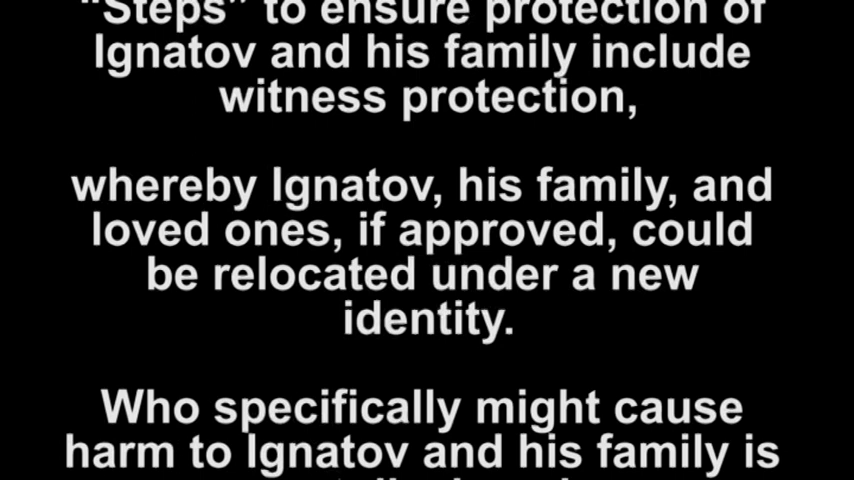 “Steps” to ensure protection of
Ignatov and his family include
witness protection,
whereby Ignatov, his family, and
loved ones, if approved, could
be relocated under a new
identity.
Who specifically might cause
harm to Ignatov and his family is